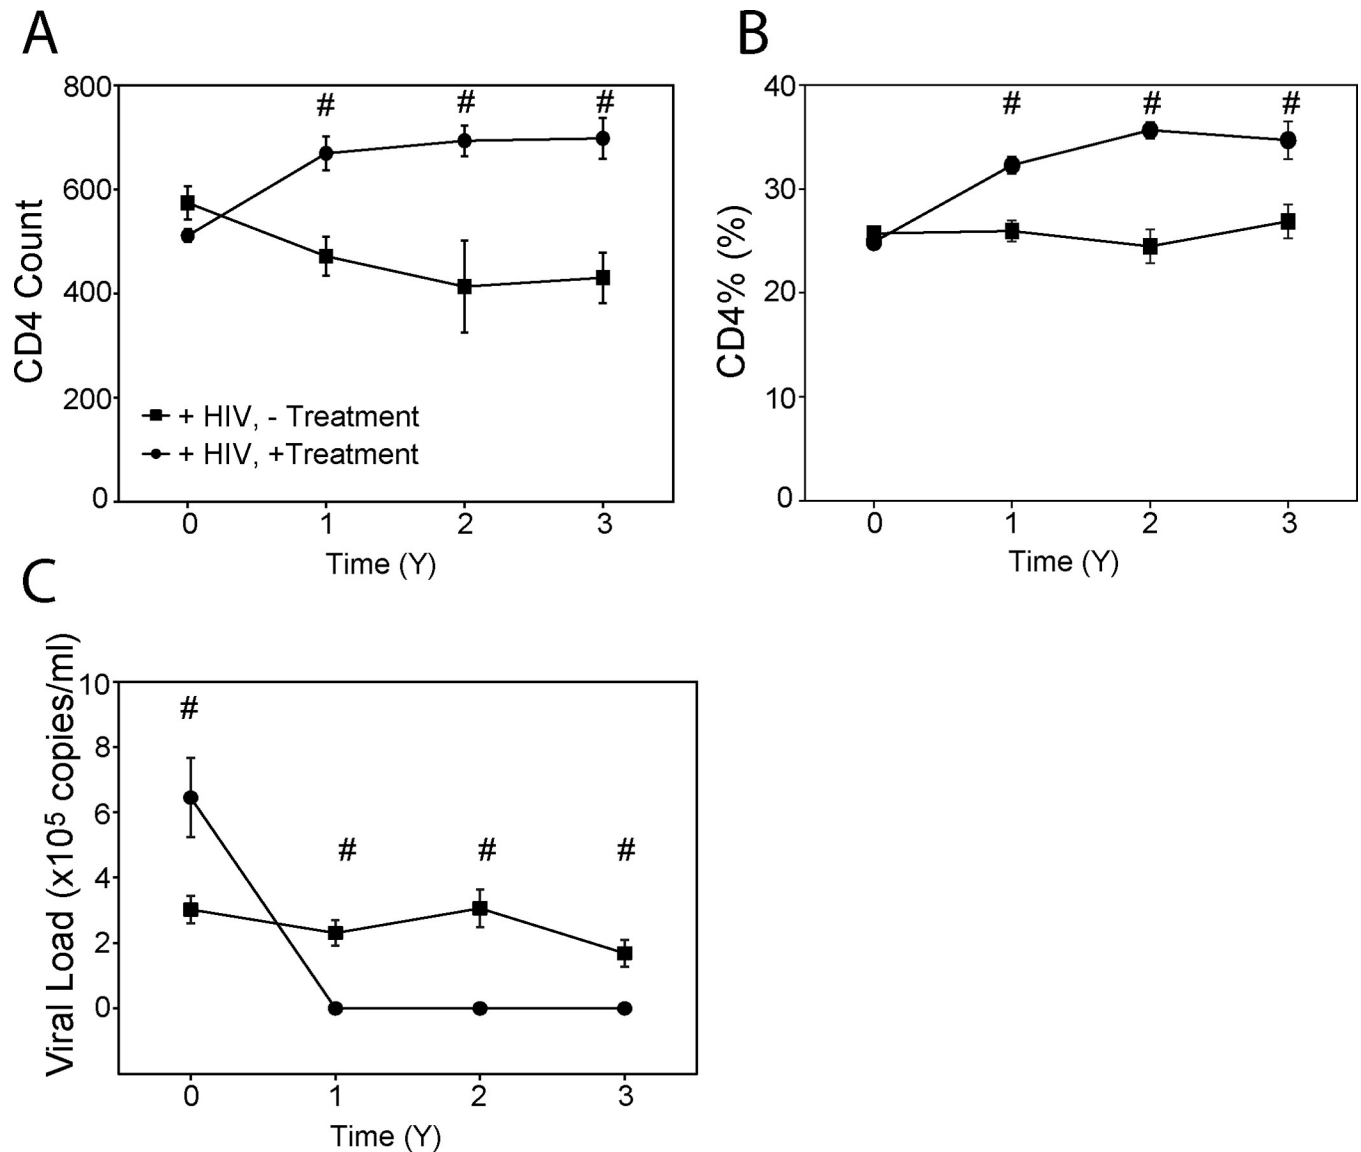 A
800
600
400
200
0
CD4 Count
# # #
+ HIV, - Treatment
+ HIV, +Treatment
0 1 2 3
Time (Y)
B
40
30
20
10
0
CD4% (%)
# # #
0 1 2 3
Time (Y)
C
10
8
6
4
2
0
Viral Load (x10⁵ copies/ml)
#
# # #
0 1 2 3
Time (Y)